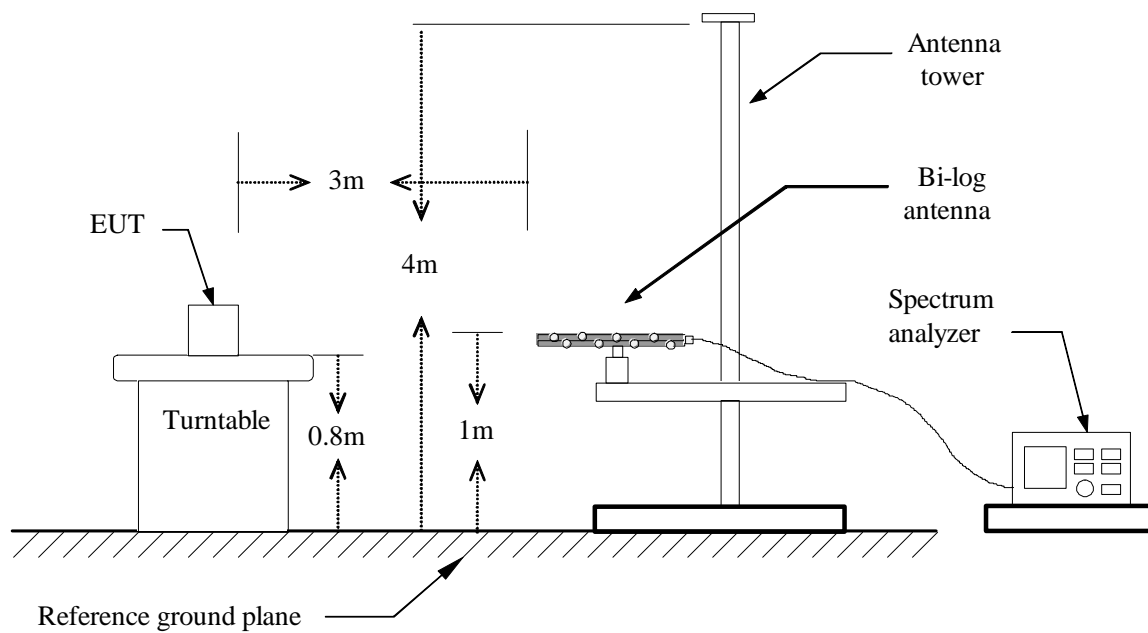 Antenna
tower
3m
Bi-log
antenna
EUT
4m
Spectrum
analyzer
Turntable
0.8m
1m
Reference ground plane